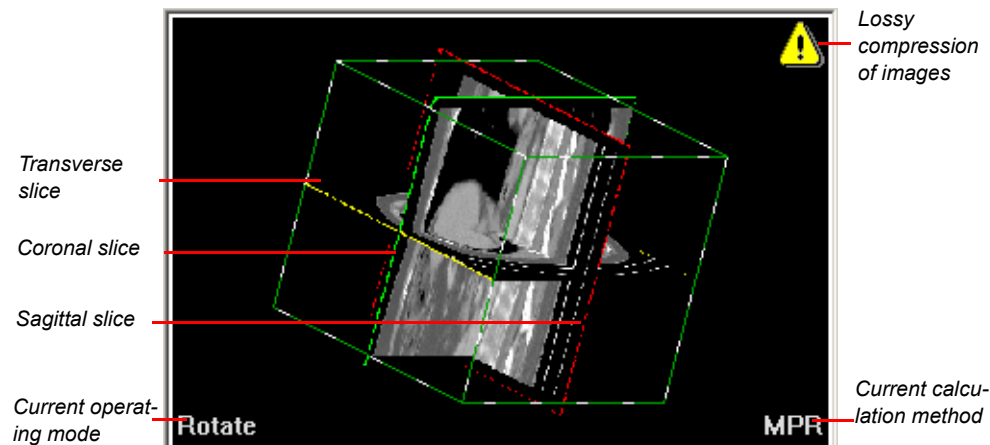 Lossy
compression
of images
Transverse
slice
Coronal slice
Sagittal slice
Current operat-
ing mode
Rotate
MPR
Current calcu-
lation method